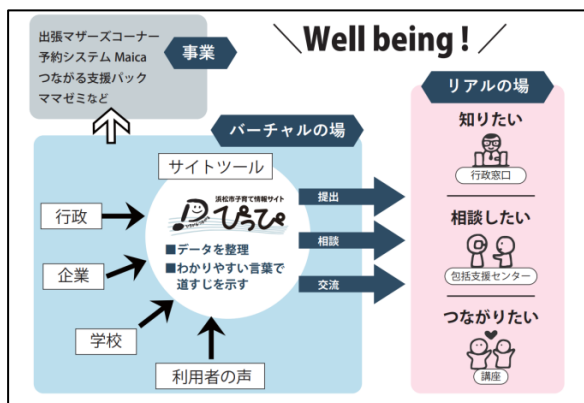 出張マザーズコーナー
予約システム Maica
つながる支援パック
ママゼミなど
事業
＼Well being !／
バーチャルの場
サイトツール
浜松市子育て情報サイト
ぴっぴ
■データを整理
■わかりやすい言葉で
道すじを示す
行政
企業
学校
利用者の声
提出
相談
交流
リアルの場
知りたい
行政窓口
相談したい
包括支援センター
つながりたい
講座